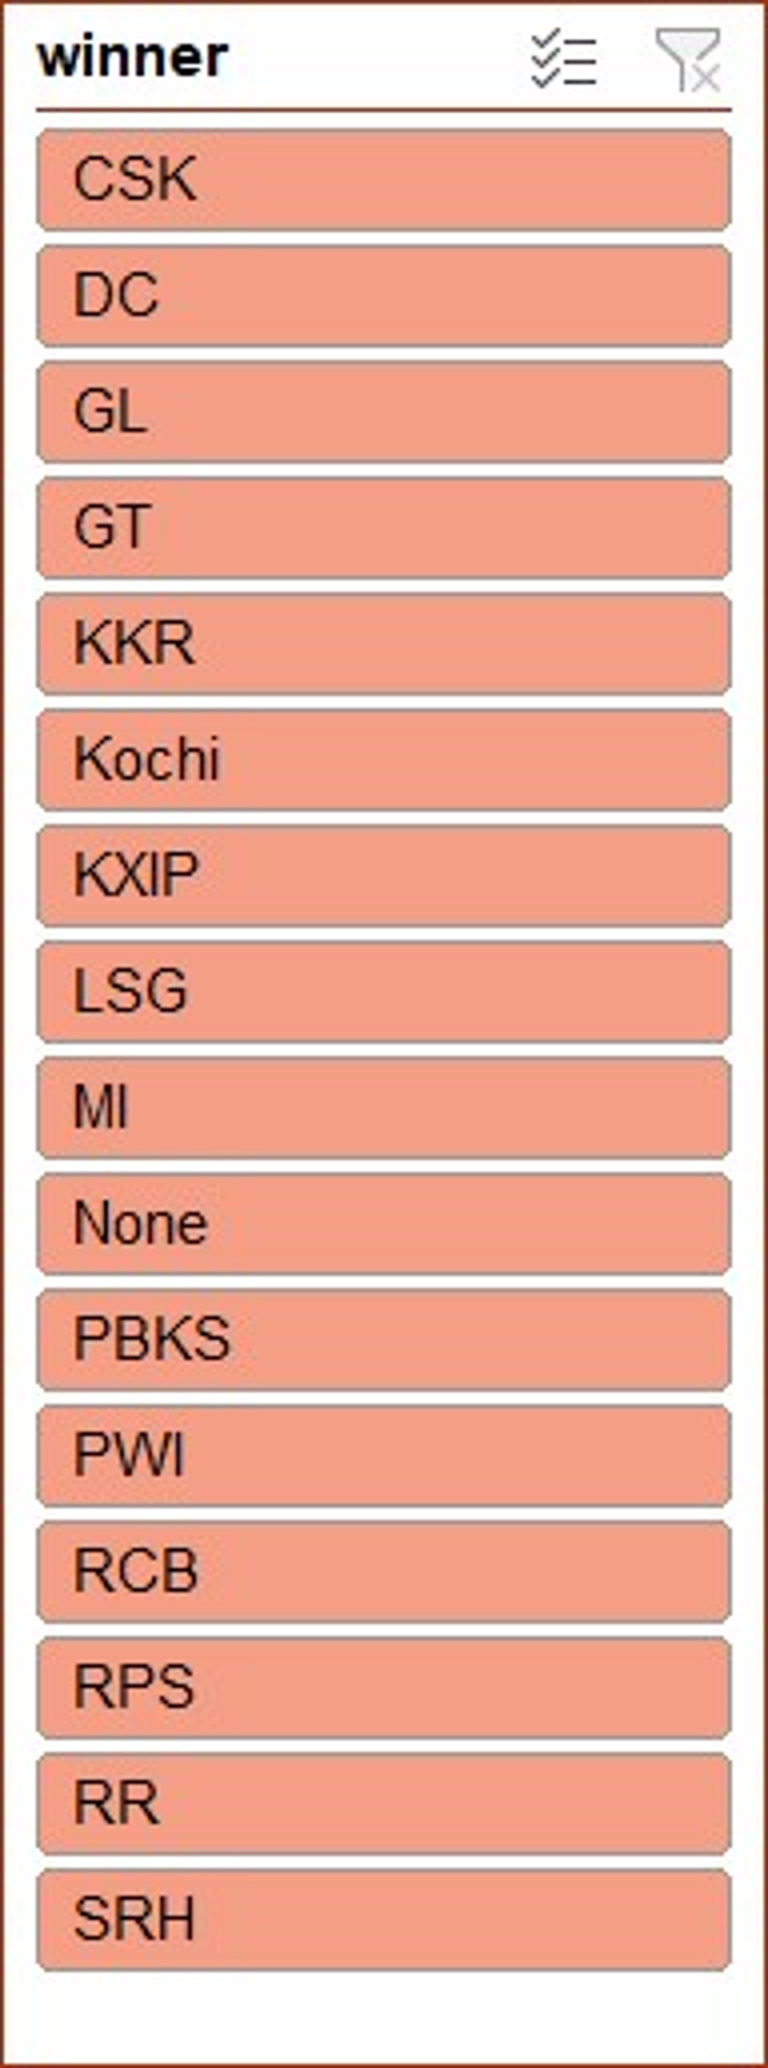 winner
CSK
DC
GL
GT
KKR
Kochi
KXIP
LSG
MI
None
PBKS
PWI
RCB
RPS
RR
SRH